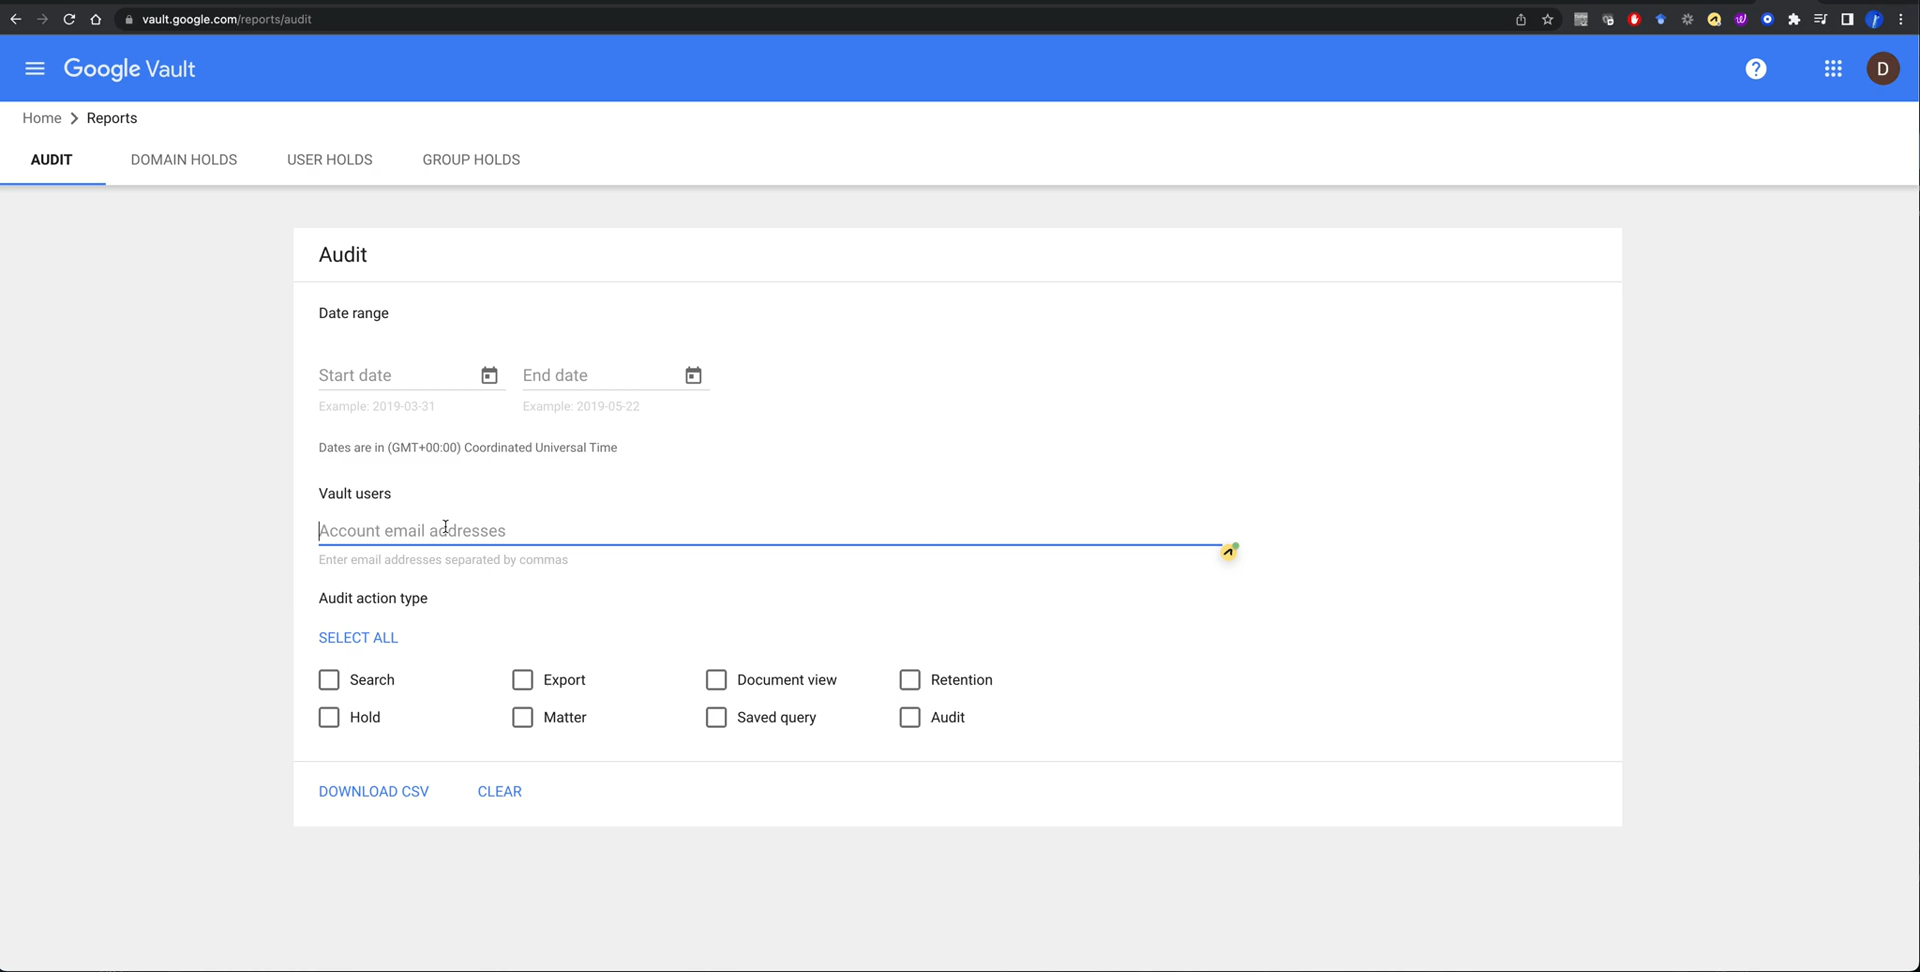 vault.google.com/reports/audit
Google Vault
? D
Home > Reports
AUDIT DOMAIN HOLDS USER HOLDS GROUP HOLDS
Audit
Date range
Start date End date
Example: 2019-03-31 Example: 2019-05-22
Dates are in (GMT+00:00) Coordinated Universal Time
Vault users
Account email addresses
Enter email addresses separated by commas
Audit action type
SELECT ALL
Search Export Document view Retention
Hold Matter Saved query Audit
DOWNLOAD CSV CLEAR